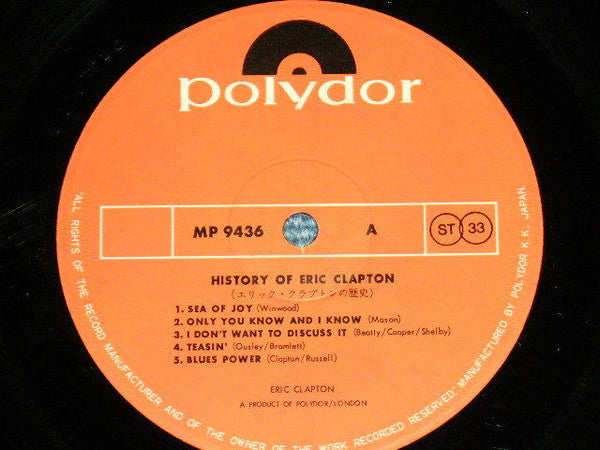 polydor
MP 9436 A ST 33
HISTORY OF ERIC CLAPTON
(エリック・クラプトンの歴史)
1. SEA OF JOY (Winwood)
2. ONLY YOU KNOW AND I KNOW (Mason)
3. I DON'T WANT TO DISCUSS IT (Beatty/Cooper/Shelby)
4. TEASIN' (Ousley/Bramlett)
5. BLUES POWER (Clapton/Russell)
ERIC CLAPTON
A PRODUCT OF POLYDOR/LONDON
"ALL RIGHTS OF THE RECORD MANUFACTURER AND OF THE OWNER OF THE WORK RECORDED RESERVED. MANUFACTURED BY POLYDOR K. K. JAPAN